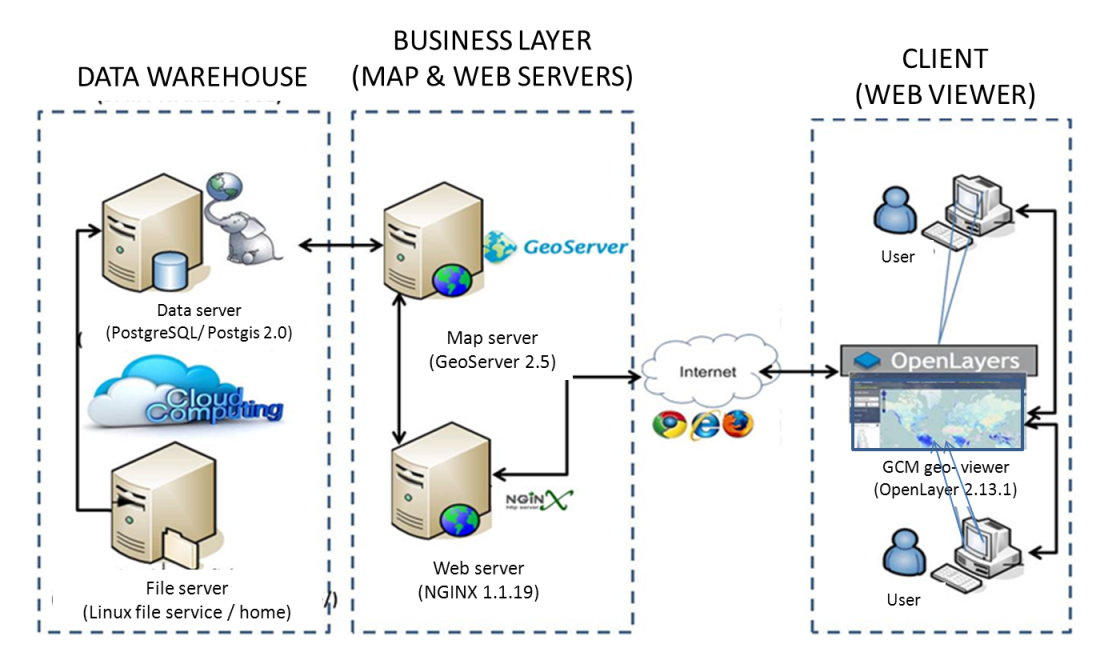 DATA WAREHOUSE
BUSINESS LAYER
(MAP & WEB SERVERS)
CLIENT
(WEB VIEWER)
Data server
(PostgreSQL/ Postgis 2.0)
Cloud
Computing
File server
(Linux file service / home)
/)
GeoServer
Map server
(GeoServer 2.5)
NGiNX
http server
Web server
(NGINX 1.1.19)
Internet
User
OpenLayers
GCM geo- viewer
(OpenLayer 2.13.1)
User